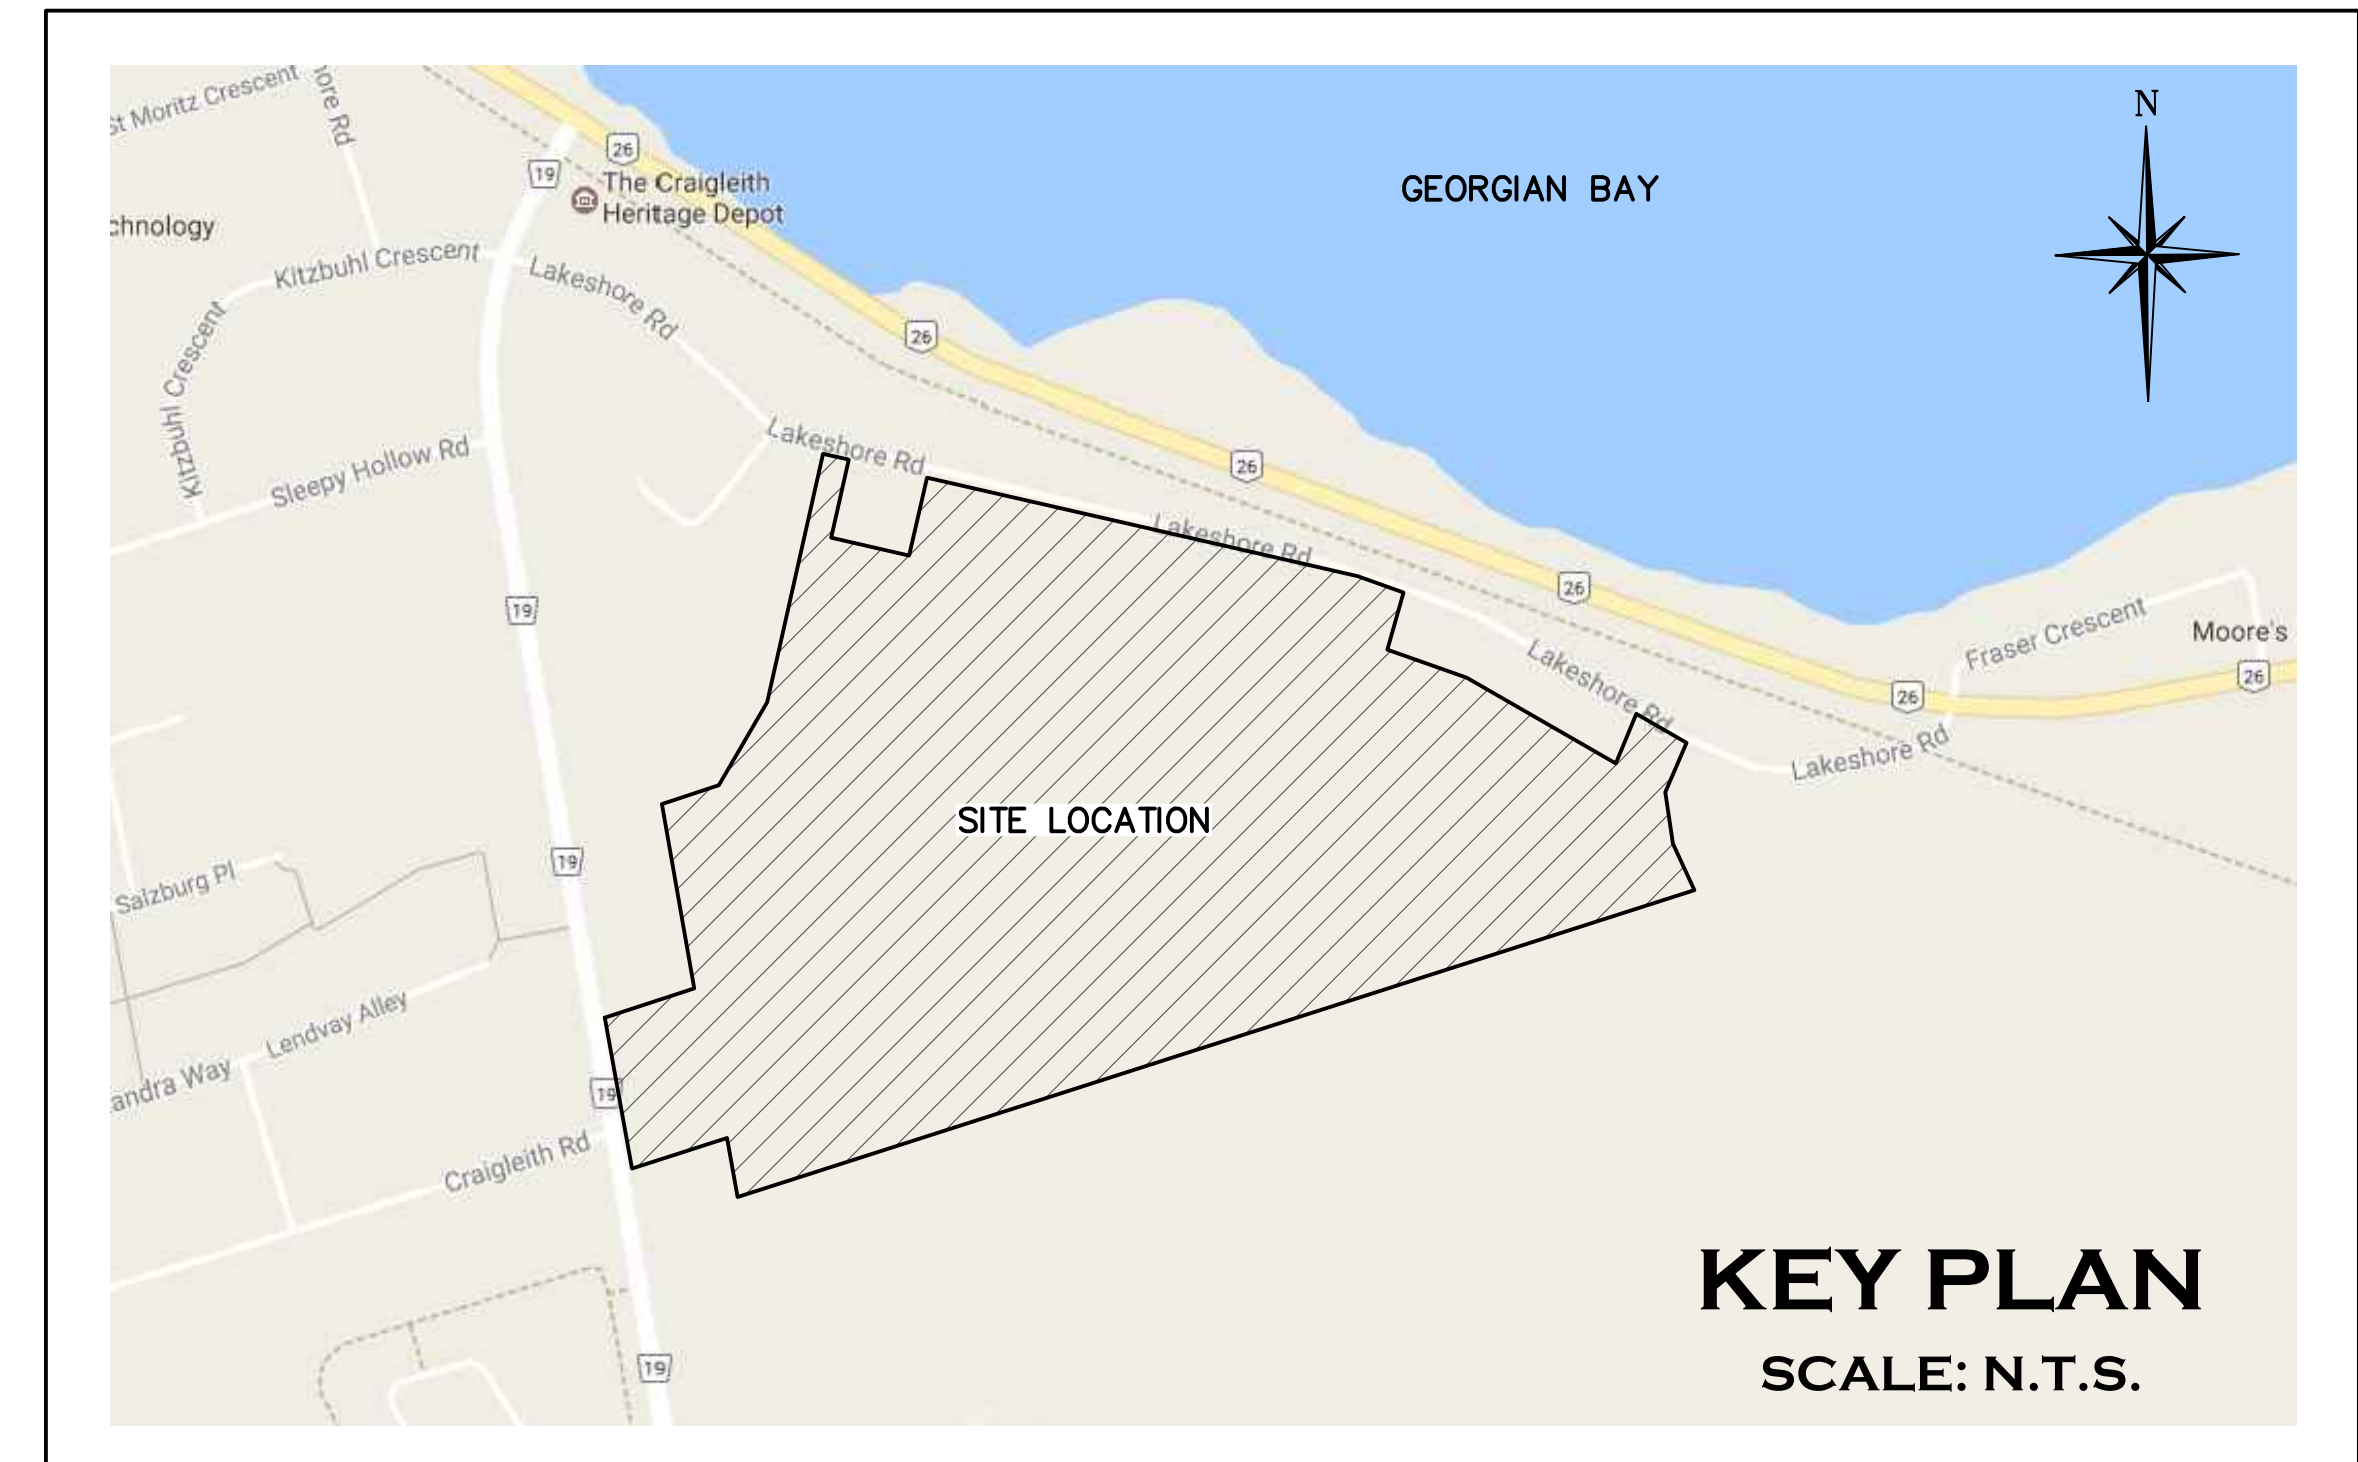 St Moritz Crescent
ore Rd
26
19
The Craigleith
Heritage Depot
GEORGIAN BAY
N
chnology
Kitzbuhl Crescent
Lakeshore Rd
Kitzbuhl Crescent
26
Lakeshore Rd
Sleepy Hollow Rd
26
Lakeshore Rd
26
19
Fraser Crescent
Moore's
Lakeshore Rd
26
26
Lakeshore Rd
SITE LOCATION
19
Salzburg Pl
Lendvay Alley
andra Way
19
Craigleith Rd
KEY PLAN
19
SCALE: N.T.S.